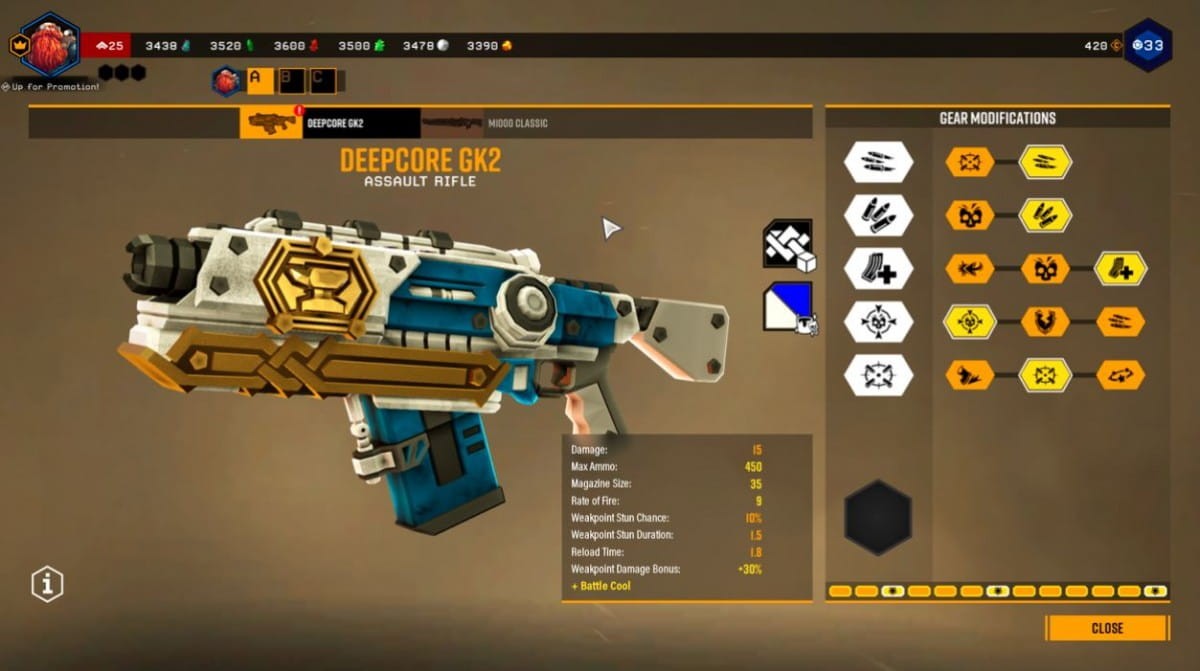 25 3438 3520 3600 3500 3478 3390 420 33
Up for Promotion!
A B C
DEEPCORE GK2 M1000 CLASSIC
GEAR MODIFICATIONS
DEEPCORE GK2
ASSAULT RIFLE
Damage: 15
Max Ammo: 450
Magazine Size: 35
Rate of Fire: 9
Weakpoint Stun Chance: 10%
Weakpoint Stun Duration: 1.5
Reload Time: 1.8
Weakpoint Damage Bonus: +30%
+ Battle Cool
CLOSE